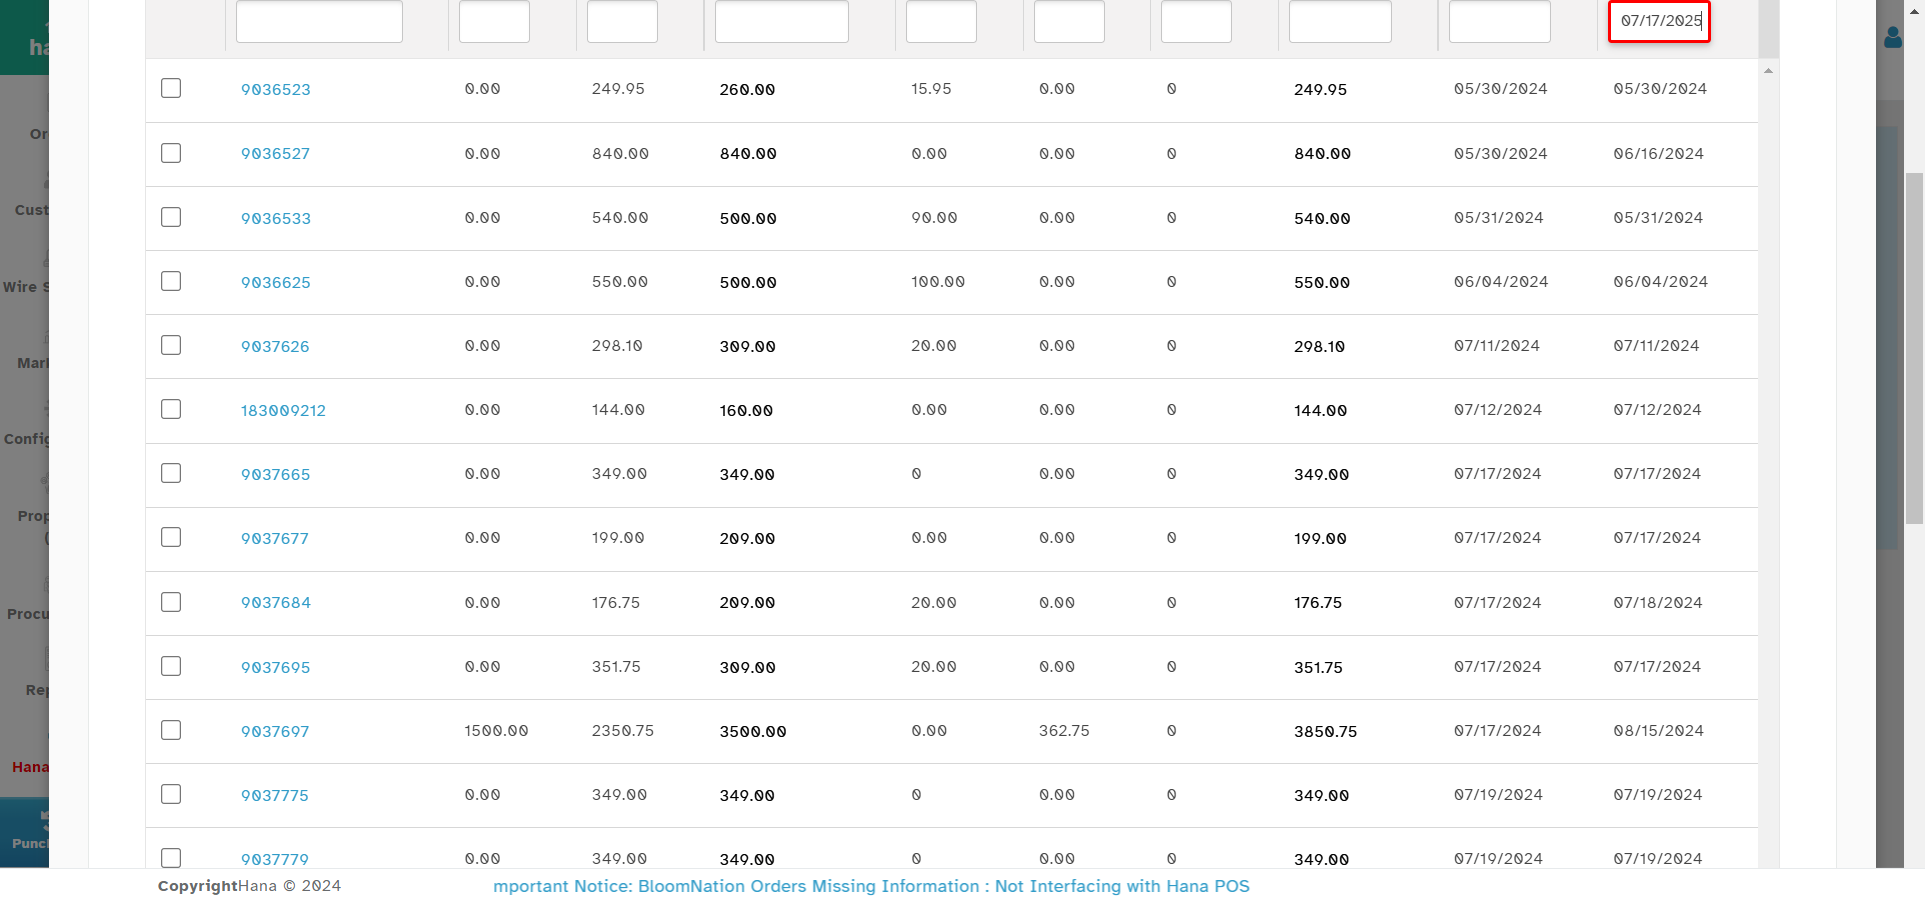 ha
07/17/2025
9036523 0.00 249.95 260.00 15.95 0.00 0 249.95 05/30/2024 05/30/2024
Or
9036527 0.00 840.00 840.00 0.00 0.00 0 840.00 05/30/2024 06/16/2024
Cust
9036533 0.00 540.00 500.00 90.00 0.00 0 540.00 05/31/2024 05/31/2024
Wire S
9036625 0.00 550.00 500.00 100.00 0.00 0 550.00 06/04/2024 06/04/2024
9037626 0.00 298.10 309.00 20.00 0.00 0 298.10 07/11/2024 07/11/2024
Mark
183009212 0.00 144.00 160.00 0.00 0.00 0 144.00 07/12/2024 07/12/2024
Config
9037665 0.00 349.00 349.00 0 0.00 0 349.00 07/17/2024 07/17/2024
Prop
(
9037677 0.00 199.00 209.00 0.00 0.00 0 199.00 07/17/2024 07/17/2024
9037684 0.00 176.75 209.00 20.00 0.00 0 176.75 07/17/2024 07/18/2024
Procu
9037695 0.00 351.75 309.00 20.00 0.00 0 351.75 07/17/2024 07/17/2024
Rep
9037697 1500.00 2350.75 3500.00 0.00 362.75 0 3850.75 07/17/2024 08/15/2024
Hana
9037775 0.00 349.00 349.00 0 0.00 0 349.00 07/19/2024 07/19/2024
Punch
9037779 0.00 349.00 349.00 0 0.00 0 349.00 07/19/2024 07/19/2024
CopyrightHana © 2024 mportant Notice: BloomNation Orders Missing Information : Not Interfacing with Hana POS